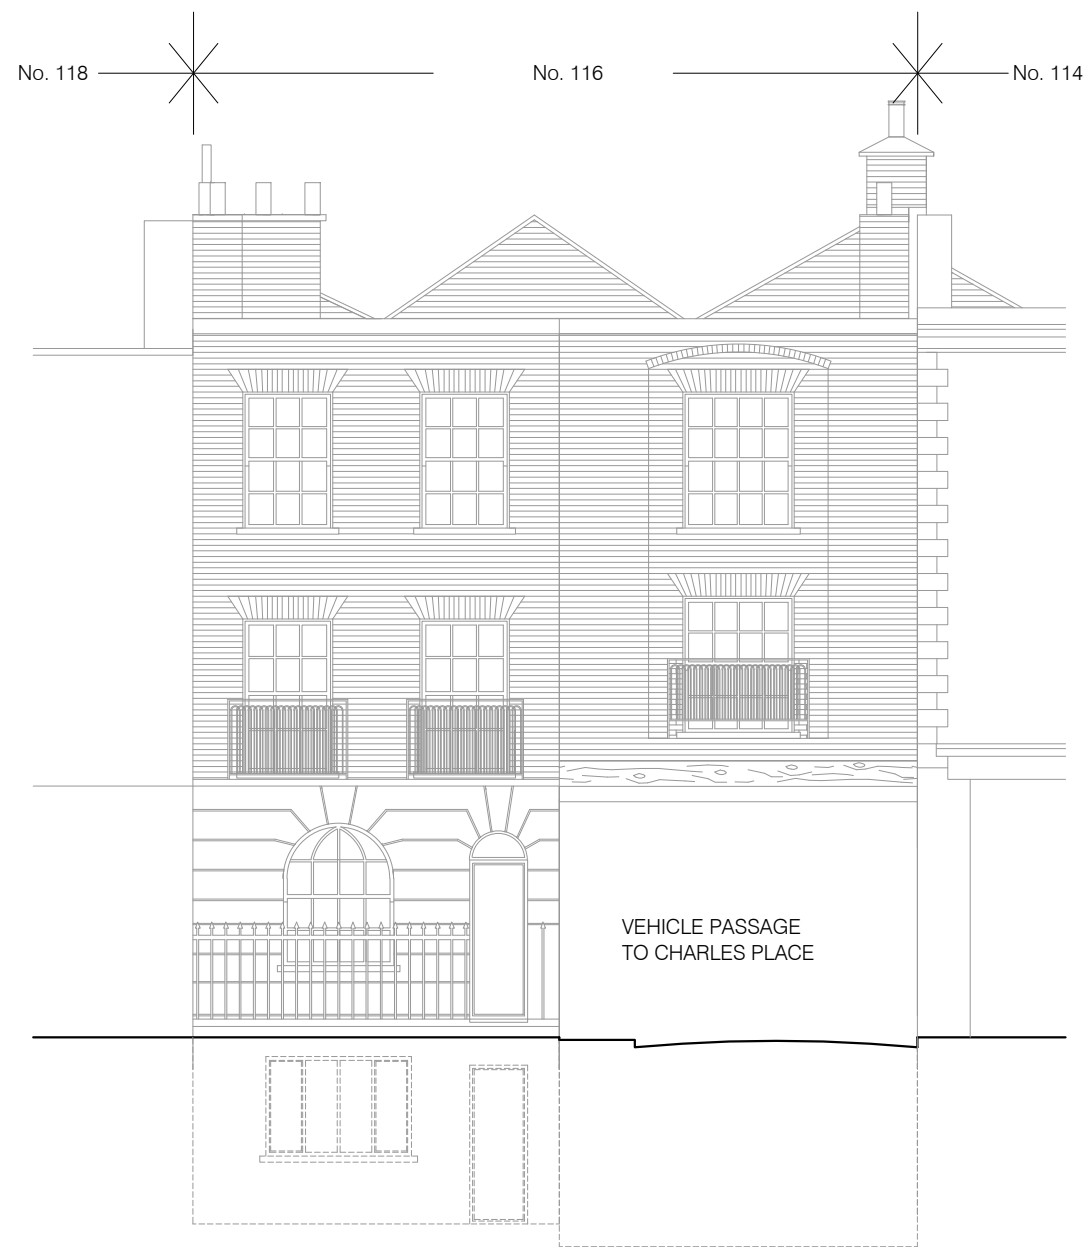 No. 118
No. 116
No. 114
VEHICLE PASSAGE
TO CHARLES PLACE